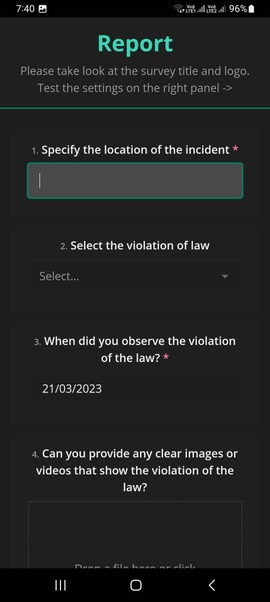 7:40 96%
Report
Please take look at the survey title and logo.
Test the settings on the right panel ->
1. Specify the location of the incident *
2. Select the violation of law
Select...
3. When did you observe the violation
of the law? *
21/03/2023
4. Can you provide any clear images or
videos that show the violation of the
law?
Drop a file here or click